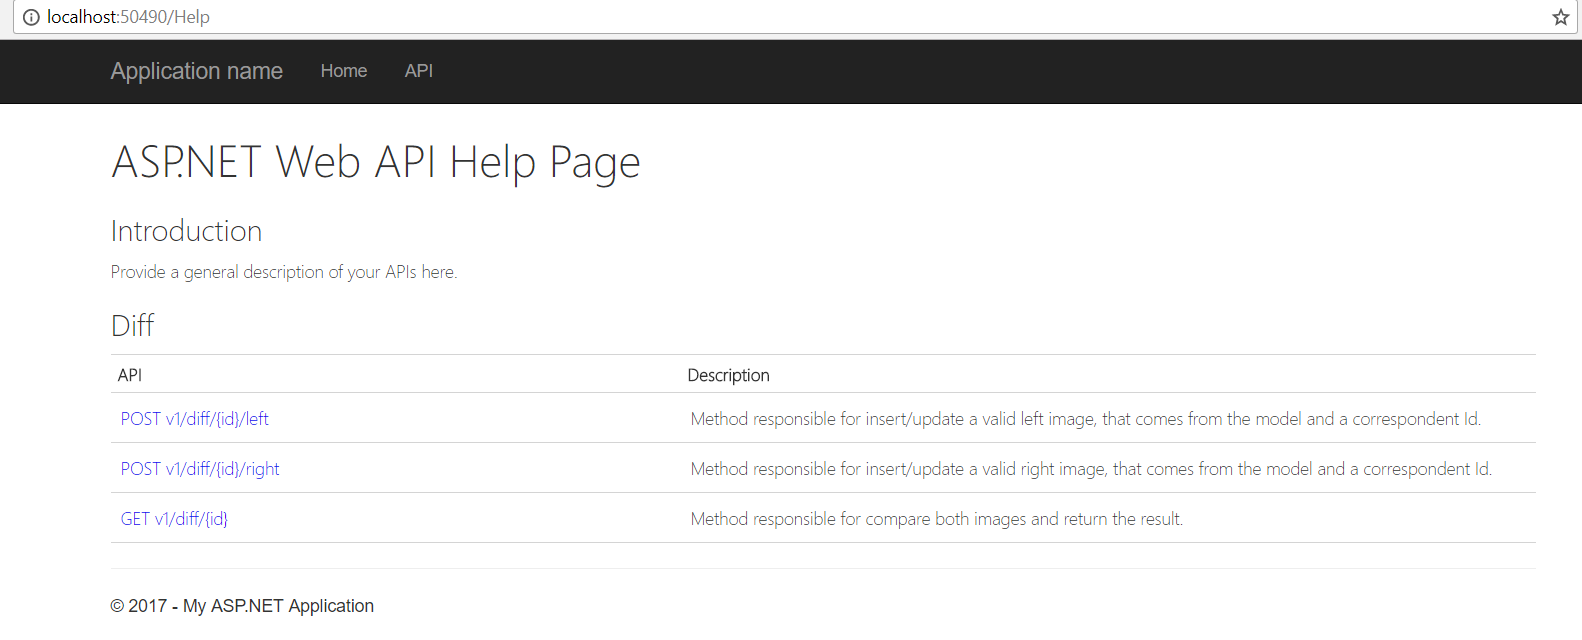 localhost:50490/Help
Application name Home API
ASP.NET Web API Help Page
Introduction
Provide a general description of your APIs here.
Diff
API Description
POST v1/diff/{id}/left Method responsible for insert/update a valid left image, that comes from the model and a correspondent Id.
POST v1/diff/{id}/right Method responsible for insert/update a valid right image, that comes from the model and a correspondent Id.
GET v1/diff/{id} Method responsible for compare both images and return the result.
© 2017 - My ASP.NET Application